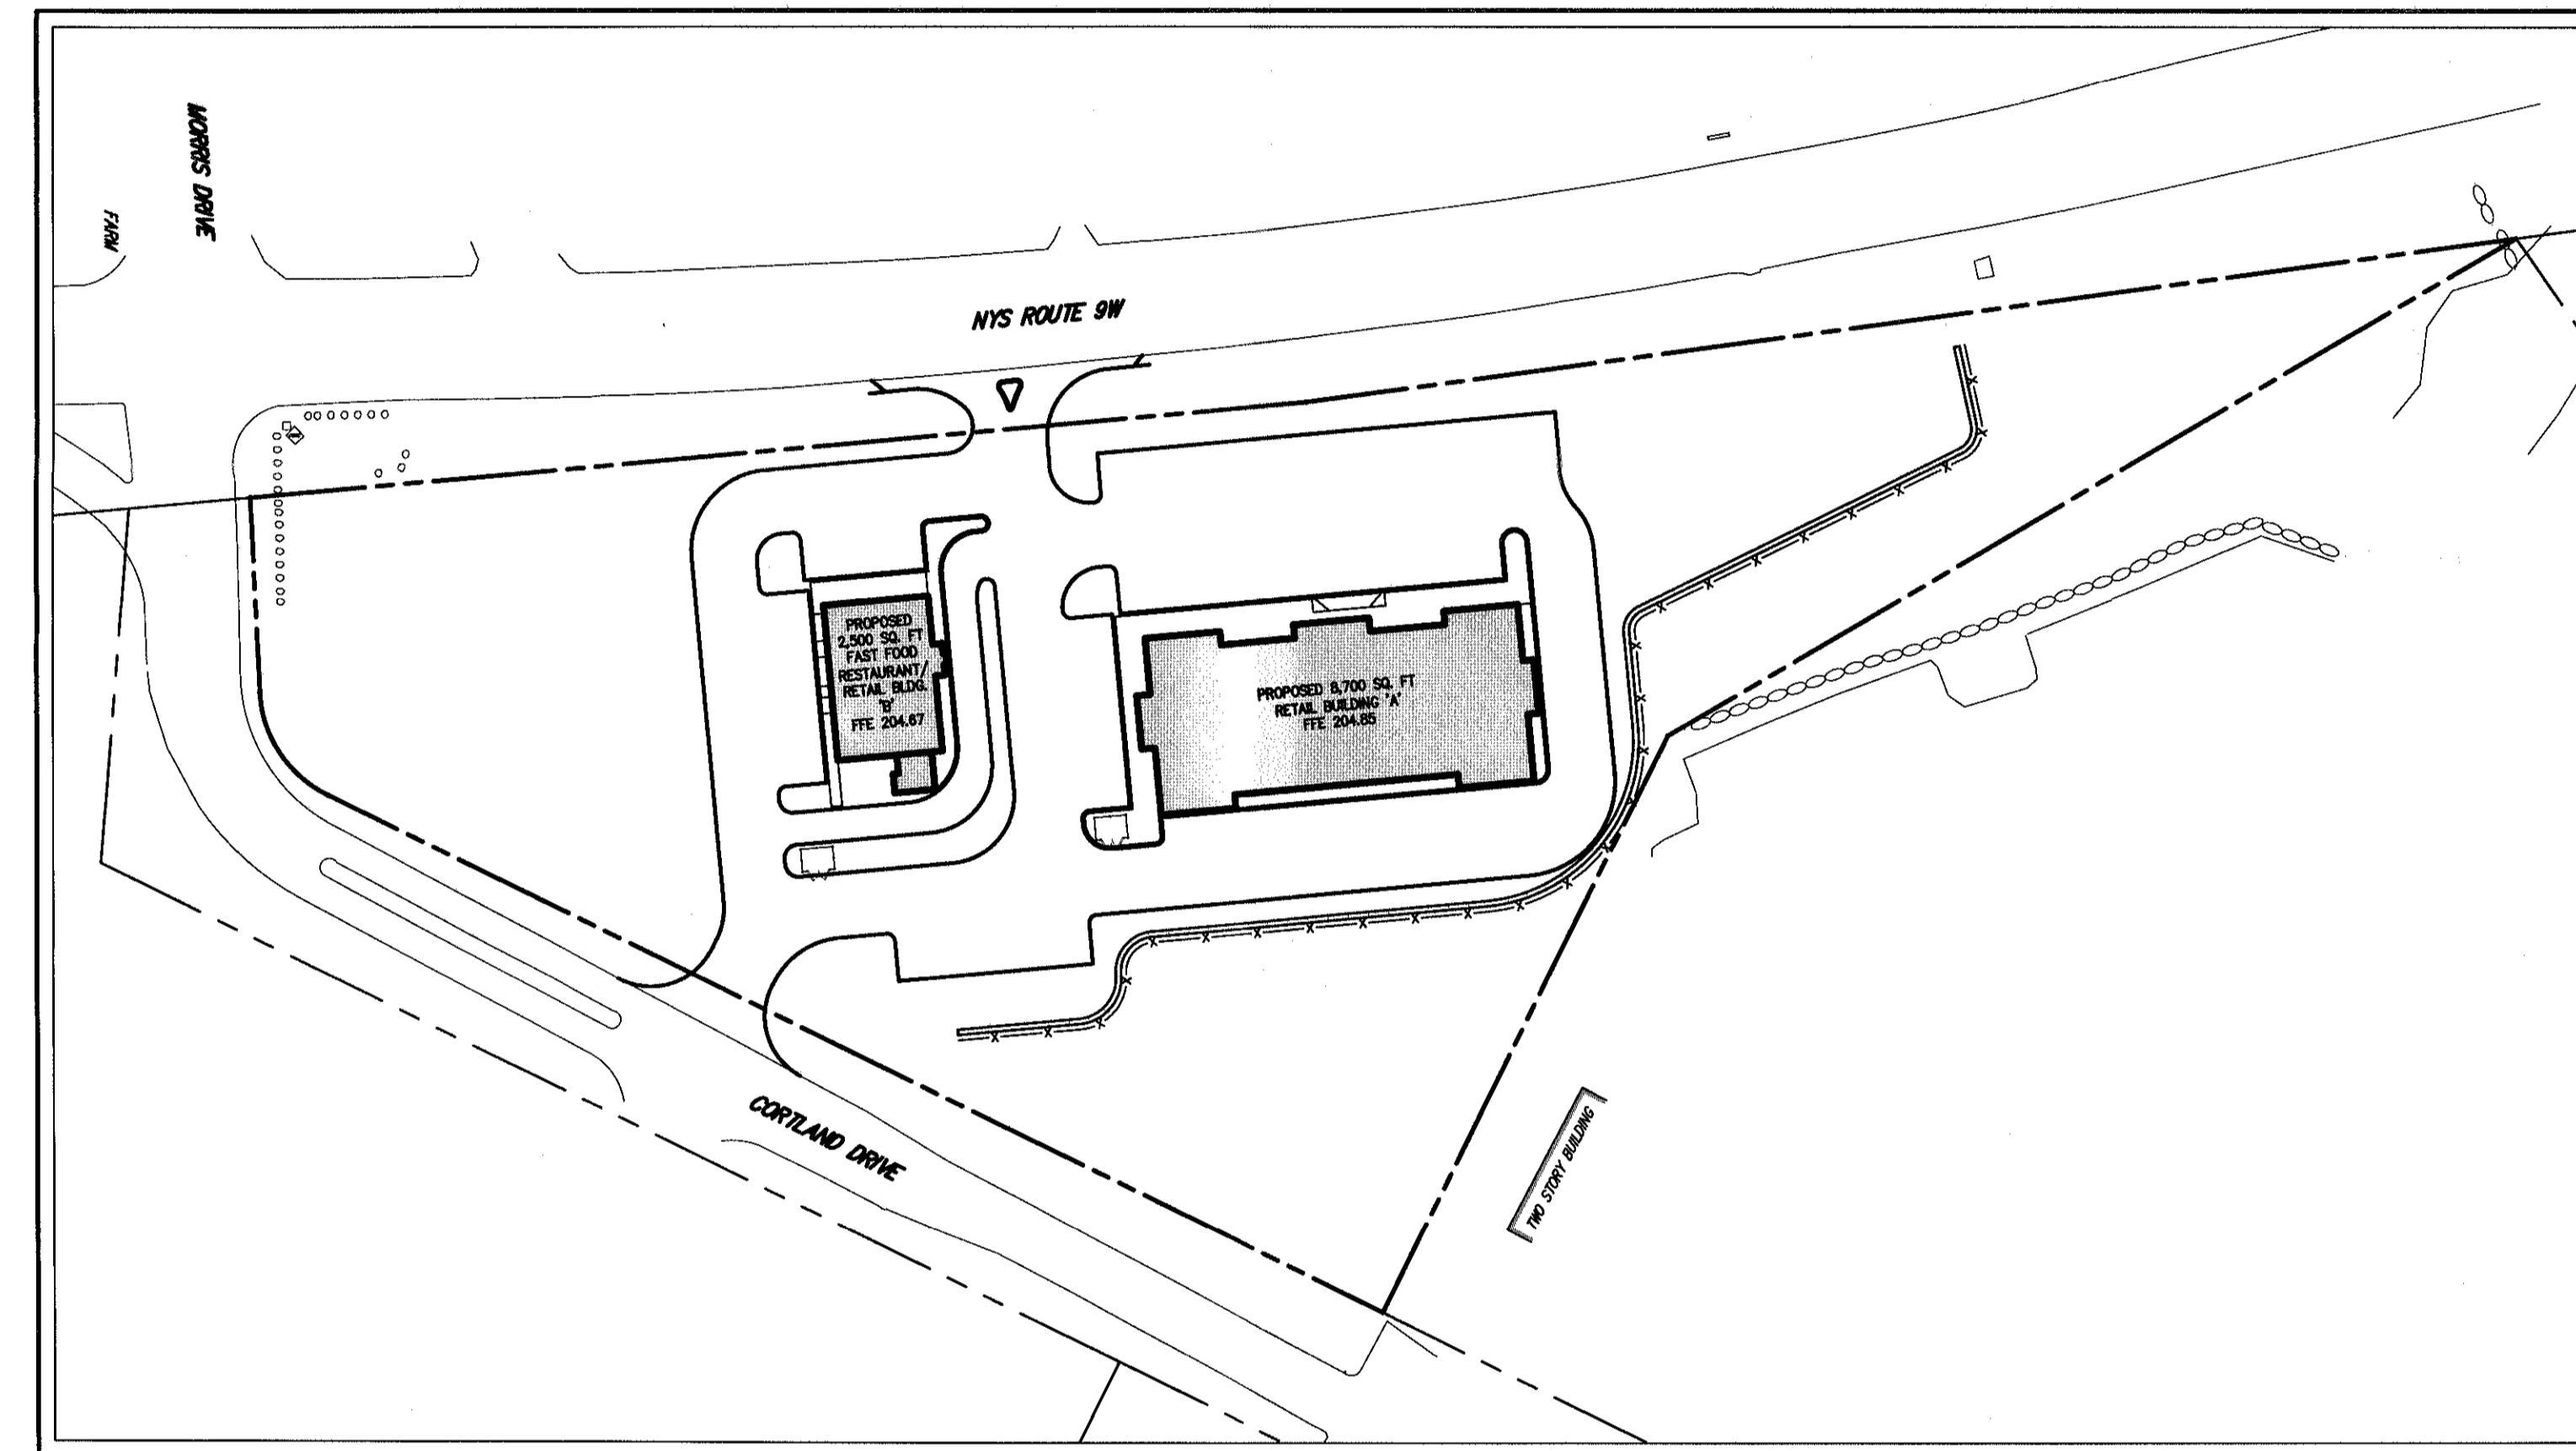 MORRIS DRIVE
FARM
NYS ROUTE 9W
PROPOSED
2,500 SQ. FT
FAST FOOD
RESTAURANT/
RETAIL BLDG.
'B'
FFE 204.67
PROPOSED 8,700 SQ. FT
RETAIL BUILDING 'A'
FFE 204.85
CORTLAND DRIVE
TWO STORY BUILDING